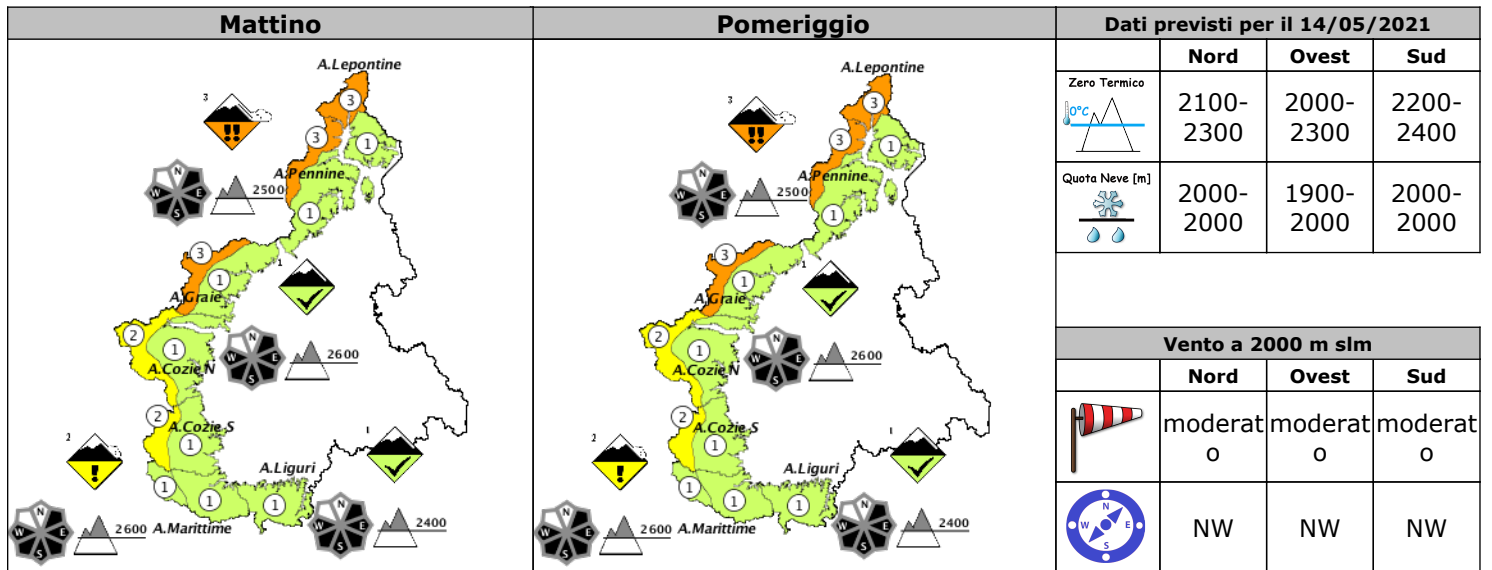 Mattino
Pomeriggio
Dati previsti per il 14/05/2021
Nord Ovest Sud
Zero Termico
0°C
2100-
2300
2000-
2300
2200-
2400
Quota Neve [m]
2000-
2000
1900-
2000
2000-
2000
Vento a 2000 m slm
Nord Ovest Sud
moderat
o
moderat
o
moderat
o
N
W E
S
NW NW NW
A.Lepontine
3
3
3
1
A.Pennine
N
W E
S
2500
1
3
1
1
A.Graie
2
1
N
W E
S
2600
A.Cozie N
2
A.Cozie S
1
2
1
A.Liguri
1
1
1
N
W E
S
2600
A.Marittime
N
W E
S
2400
A.Lepontine
3
3
3
1
A.Pennine
N
W E
S
2500
1
3
1
1
A.Graie
2
1
N
W E
S
2600
A.Cozie N
2
A.Cozie S
1
2
1
A.Liguri
1
1
1
N
W E
S
2600
A.Marittime
N
W E
S
2400